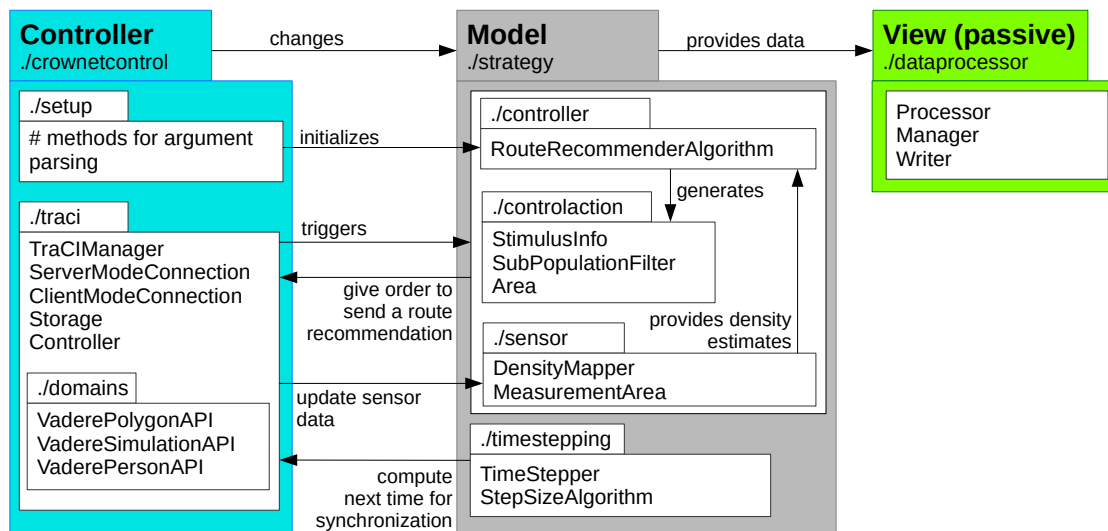 Controller
./crownetcontrol
changes
Model
./strategy
provides data
View (passive)
./dataprocessor
./setup
# methods for argument
parsing
initializes
./controller
RouteRecommenderAlgorithm
generates
Processor
Manager
Writer
./traci
TraCIManager
ServerModeConnection
ClientModeConnection
Storage
Controller
triggers
./controlaction
StimulusInfo
SubPopulationFilter
Area
give order to
send a route
recommendation
provides density
estimates
./sensor
DensityMapper
MeasurementArea
./domains
VaderePolygonAPI
VadereSimulationAPI
VaderePersonAPI
update sensor
data
./timestepping
TimeStepper
StepSizeAlgorithm
compute
next time for
synchronization